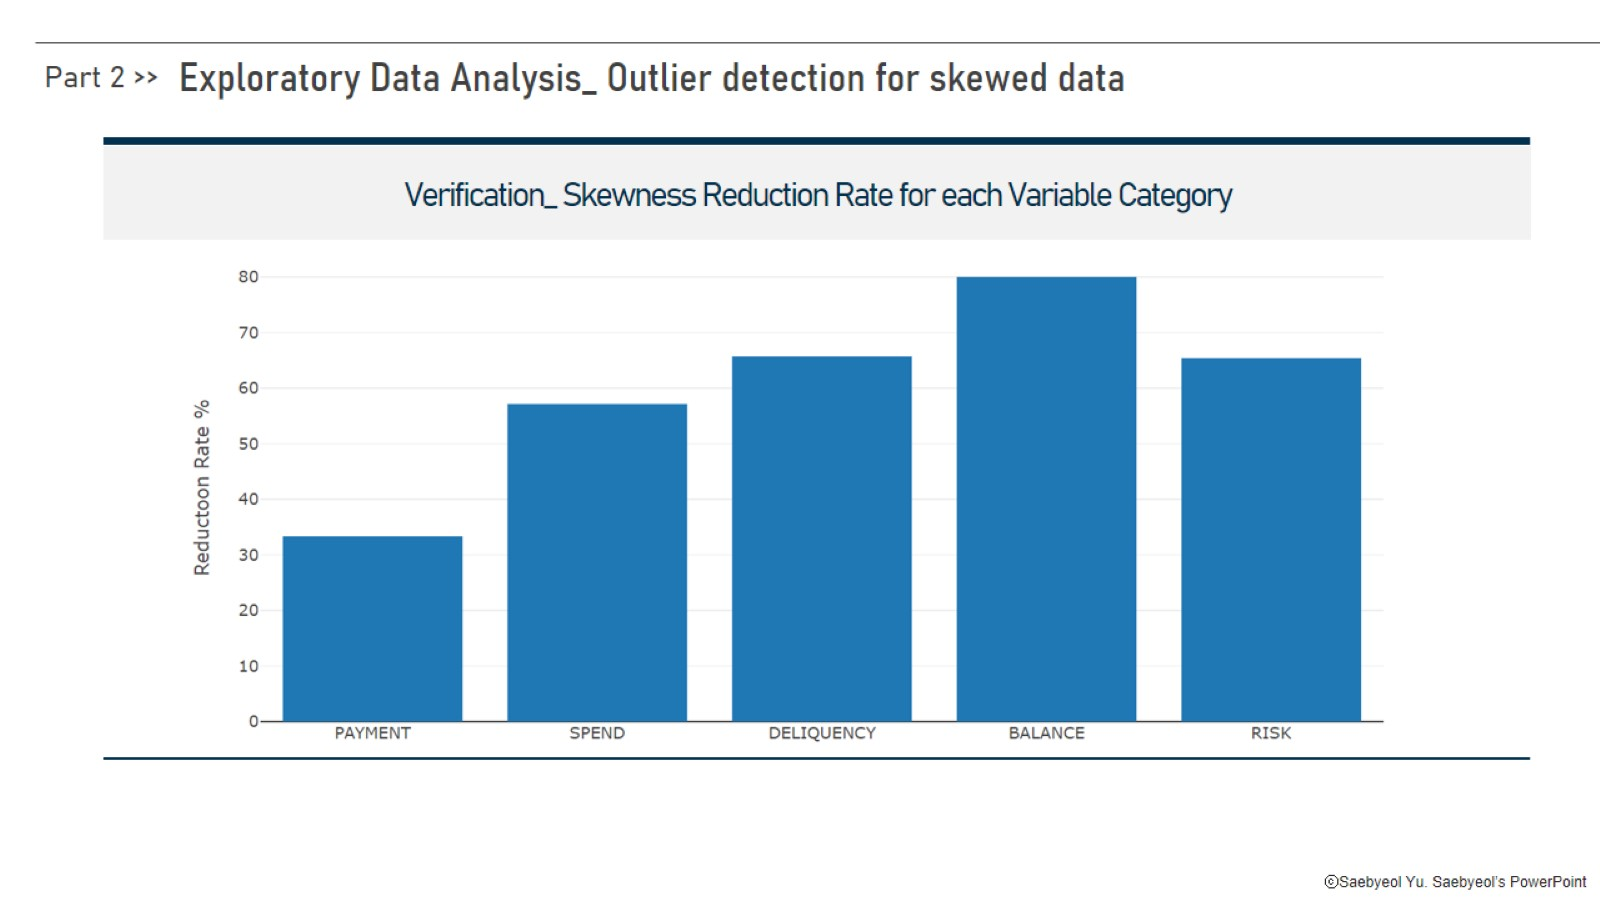 Part 2 >> Exploratory Data Analysis_ Outlier detection for skewed data
Verification_ Skewness Reduction Rate for each Variable Category
Reductoon Rate %
80
70
60
50
40
30
20
10
0
PAYMENT SPEND DELIQUENCY BALANCE RISK
©Saebyeol Yu. Saebyeol's PowerPoint